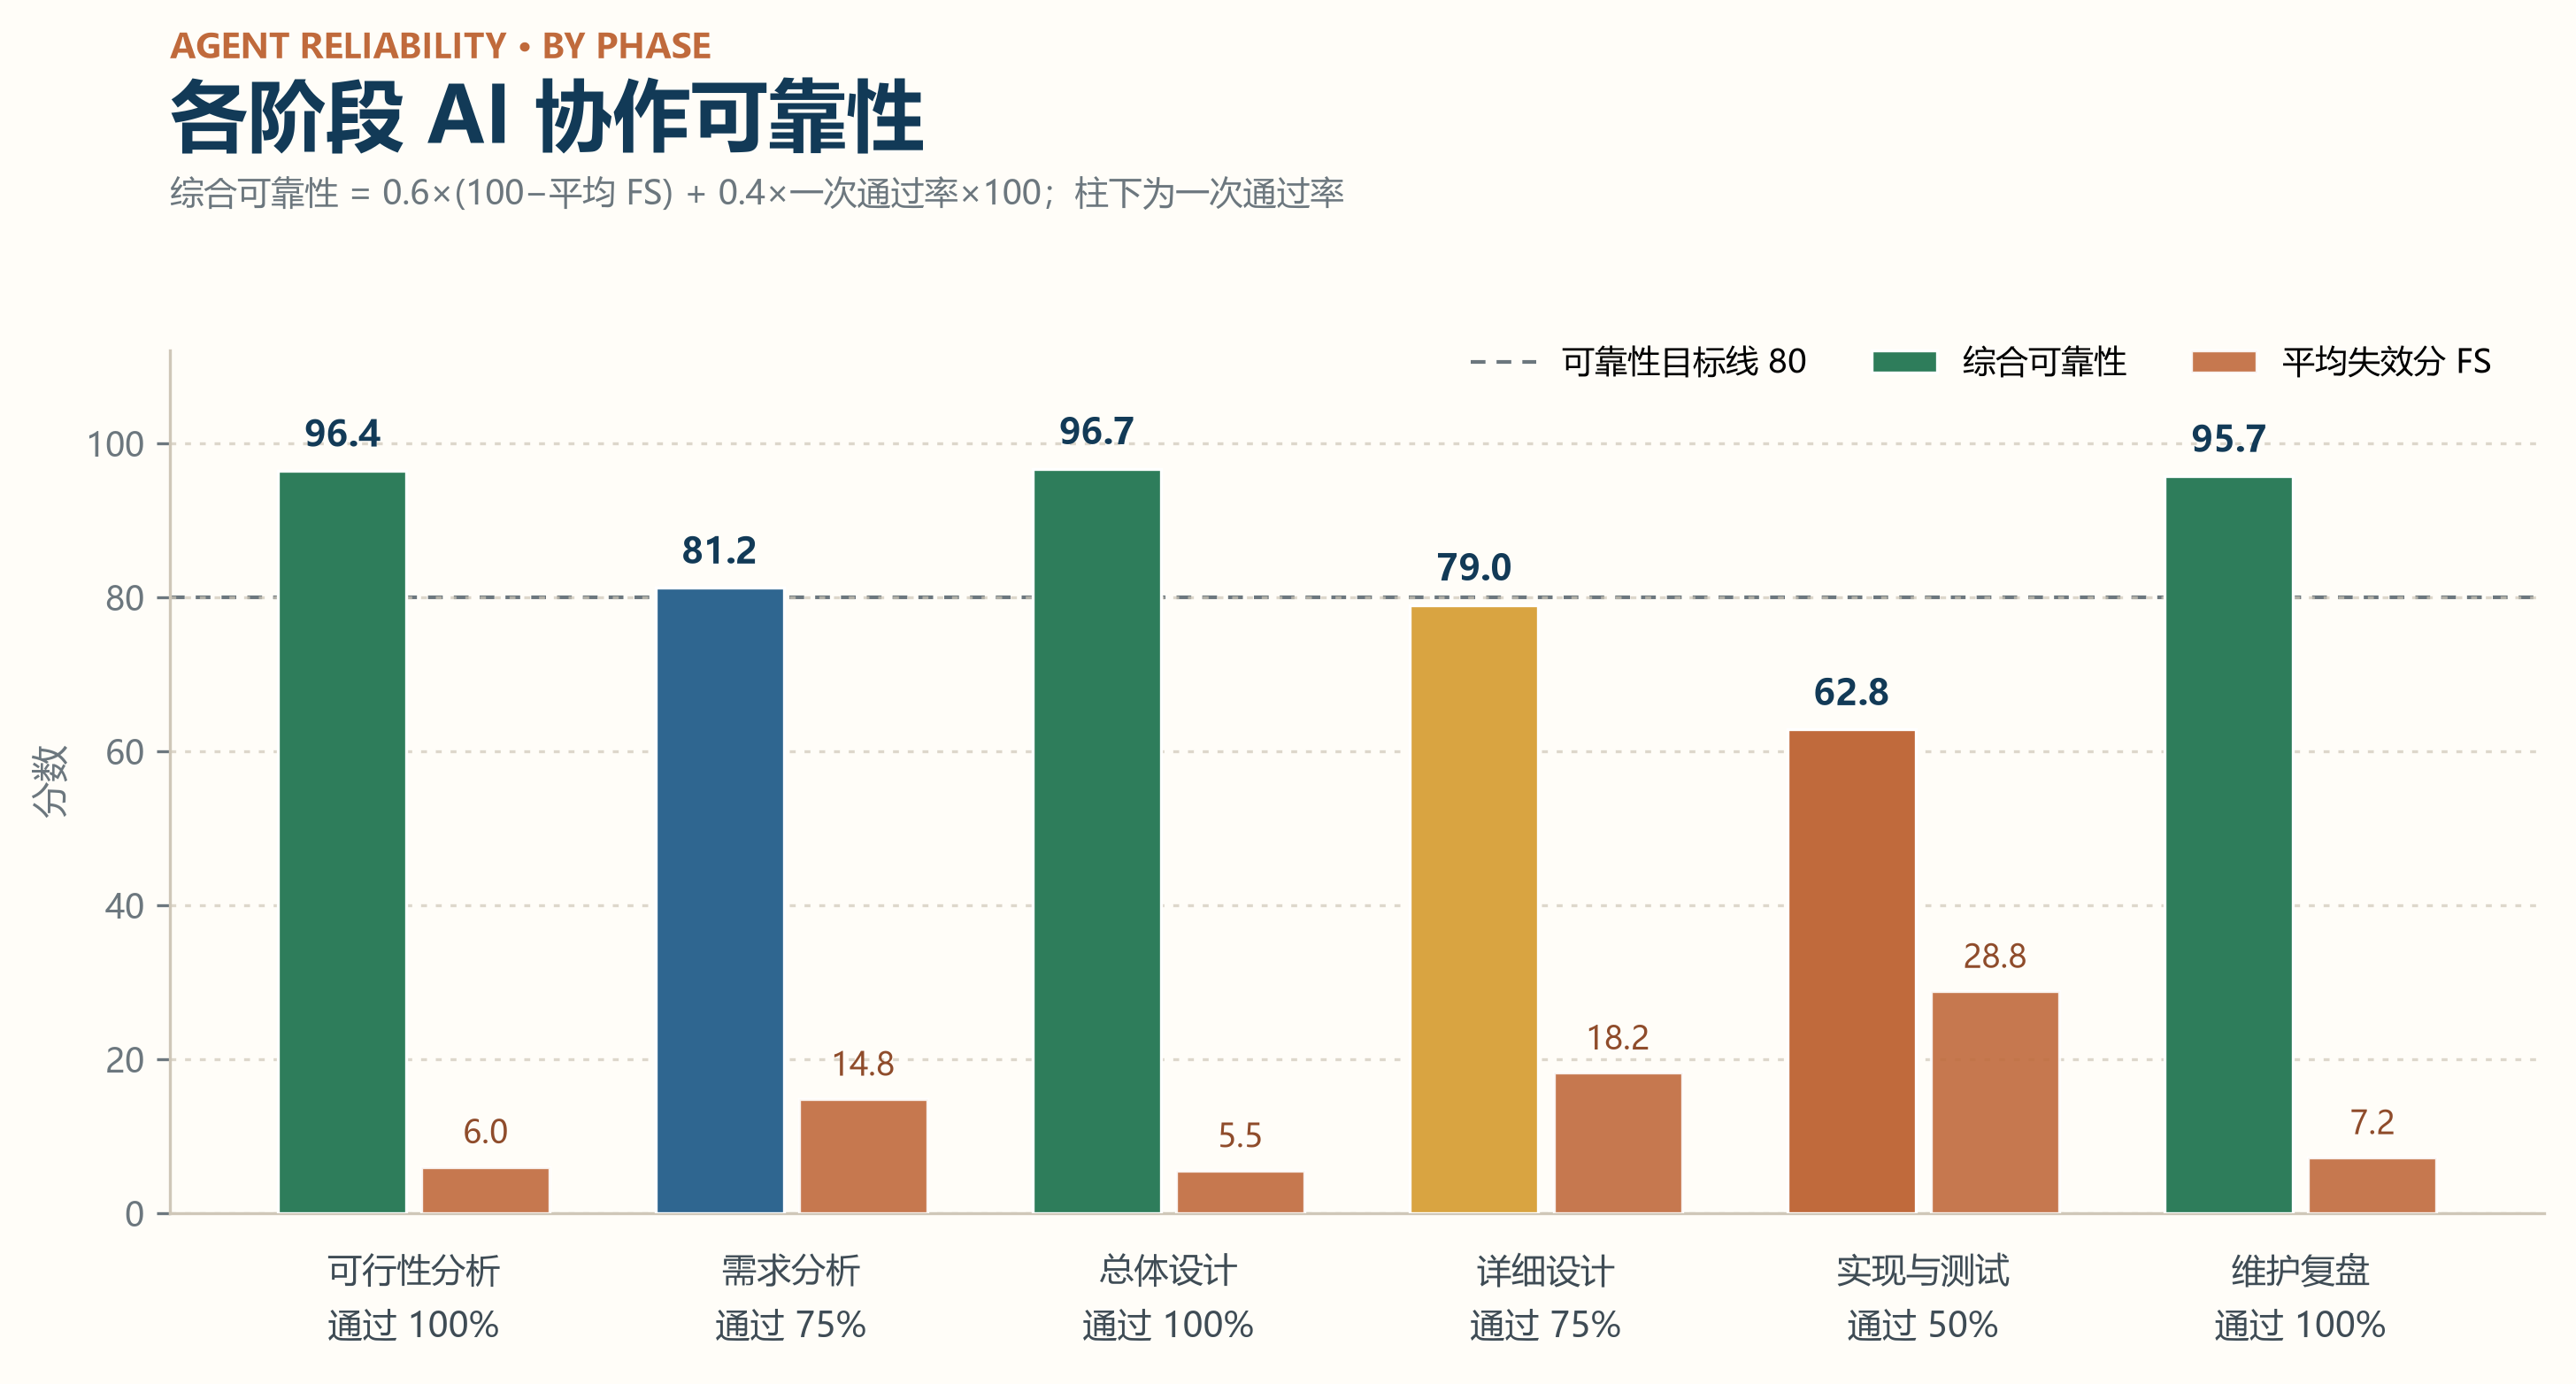 AGENT RELIABILITY • BY PHASE
各阶段 AI 协作可靠性
综合可靠性 = 0.6×(100−平均 FS) + 0.4×一次通过率×100；柱下为一次通过率
可靠性目标线 80
综合可靠性
平均失效分 FS
分数
100
80
60
40
20
0
96.4
6.0
81.2
14.8
96.7
5.5
79.0
18.2
62.8
28.8
95.7
7.2
可行性分析
通过 100%
需求分析
通过 75%
总体设计
通过 100%
详细设计
通过 75%
实现与测试
通过 50%
维护复盘
通过 100%